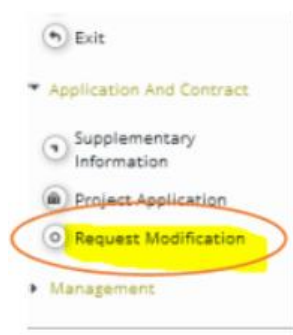 Exit
Application And Contract
Supplementary
Information
Project Application
Request Modification
Management